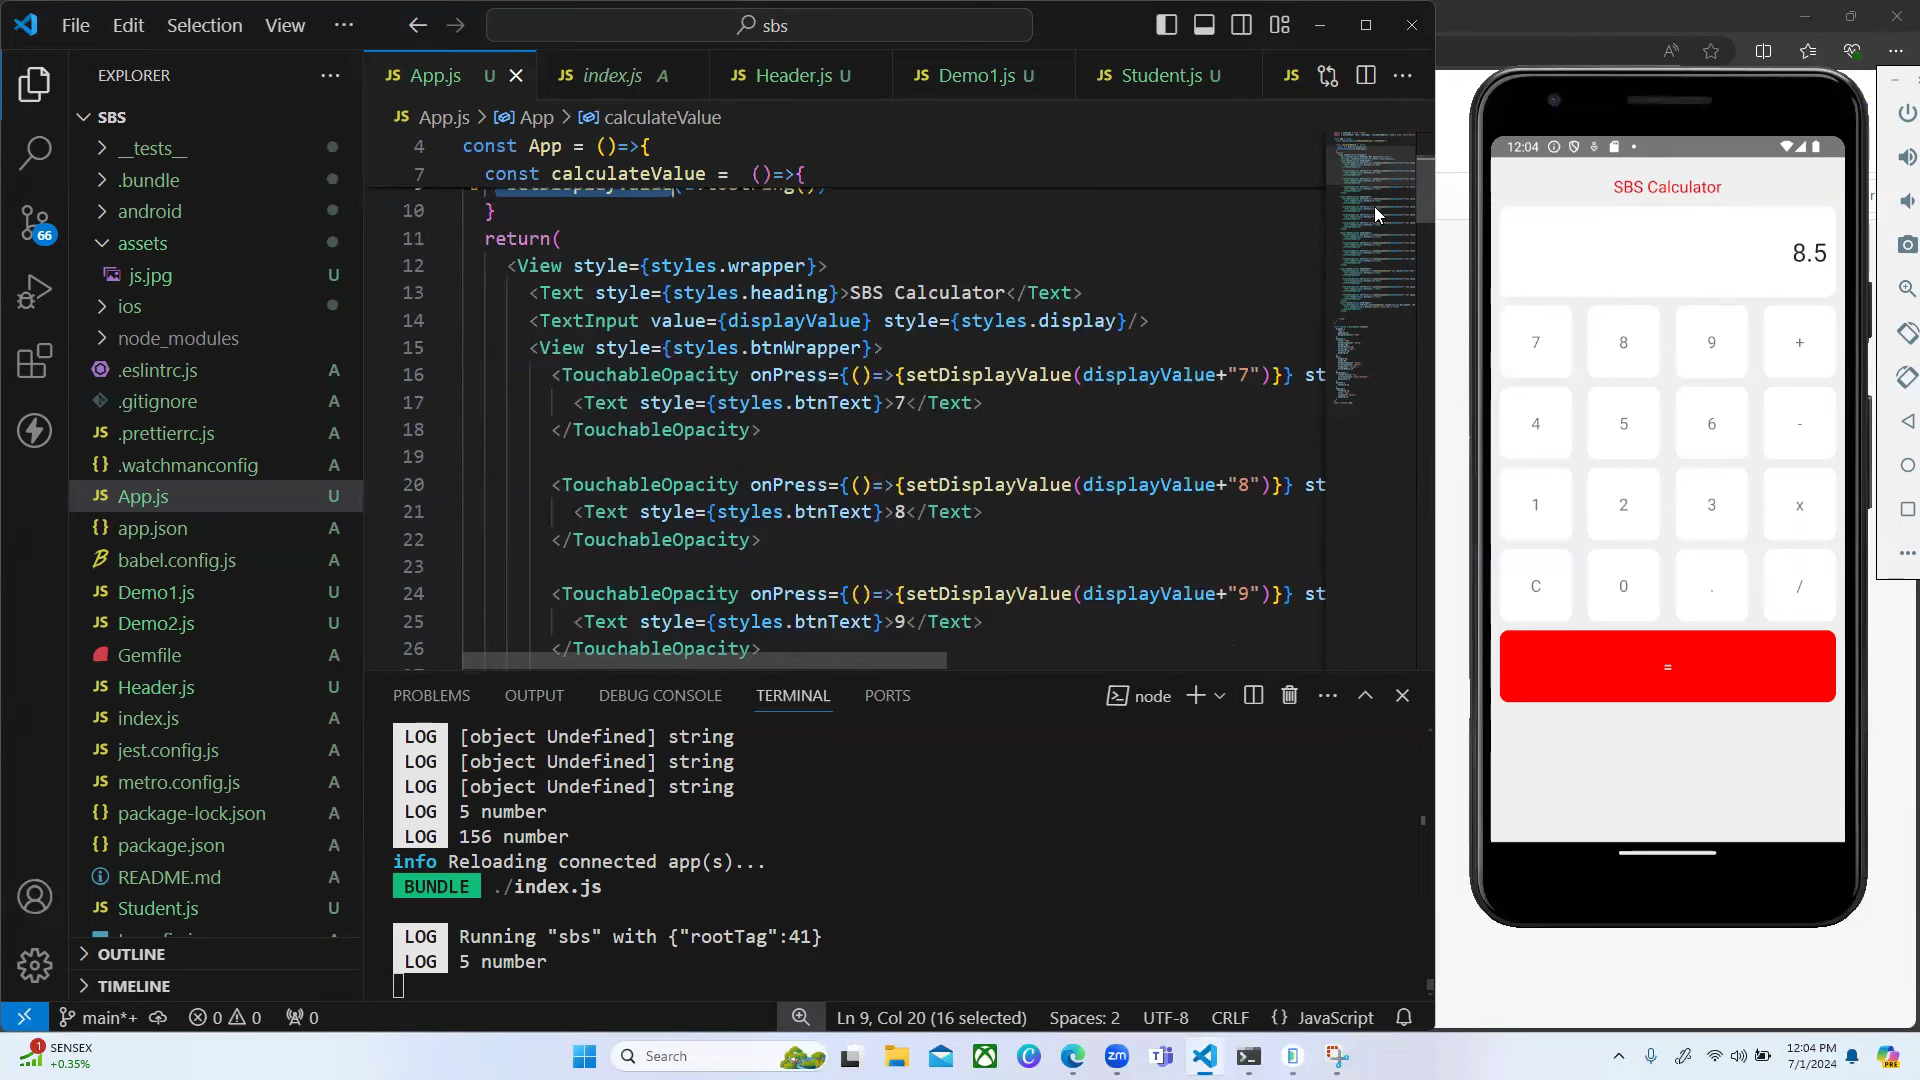 File Edit Selection View ···
sbs
EXPLORER
App.js U
index.js A
Header.js U
Demo1.js U
Student.js U
JS
App.js > App > calculateValue
SBS
__tests__
.bundle
android
assets
js.jpg U
ios
node_modules
.eslintrc.js A
.gitignore A
.prettierrc.js A
.watchmanconfig A
App.js U
app.json A
babel.config.js A
Demo1.js U
Demo2.js U
Gemfile A
Header.js U
index.js A
jest.config.js A
metro.config.js A
package-lock.json A
package.json A
README.md A
Student.js U
OUTLINE
TIMELINE
66
4 const App = ()=>{
7 const calculateValue = ()=>{
10 }
11 return(
12 <View style={styles.wrapper}>
13 <Text style={styles.heading}>SBS Calculator</Text>
14 <TextInput value={displayValue} style={styles.display}/>
15 <View style={styles.btnWrapper}>
16 <TouchableOpacity onPress={()=>{setDisplayValue(displayValue+"7")}} st
17 <Text style={styles.btnText}>7</Text>
18 </TouchableOpacity>
19
20 <TouchableOpacity onPress={()=>{setDisplayValue(displayValue+"8")}} st
21 <Text style={styles.btnText}>8</Text>
22 </TouchableOpacity>
23
24 <TouchableOpacity onPress={()=>{setDisplayValue(displayValue+"9")}} st
25 <Text style={styles.btnText}>9</Text>
26 </TouchableOpacity>
PROBLEMS OUTPUT DEBUG CONSOLE TERMINAL PORTS
node
LOG [object Undefined] string
LOG [object Undefined] string
LOG [object Undefined] string
LOG 5 number
LOG 156 number
info Reloading connected app(s)...
BUNDLE ./index.js
LOG Running "sbs" with {"rootTag":41}
LOG 5 number
main*+ 0 0 0
Ln 9, Col 20 (16 selected) Spaces: 2 UTF-8 CRLF {} JavaScript
12:04
SBS Calculator
8.5
7 8 9 +
4 5 6 -
1 2 3 x
C 0 . /
=
1
SENSEX
+0.35%
Search
12:04 PM
7/1/2024